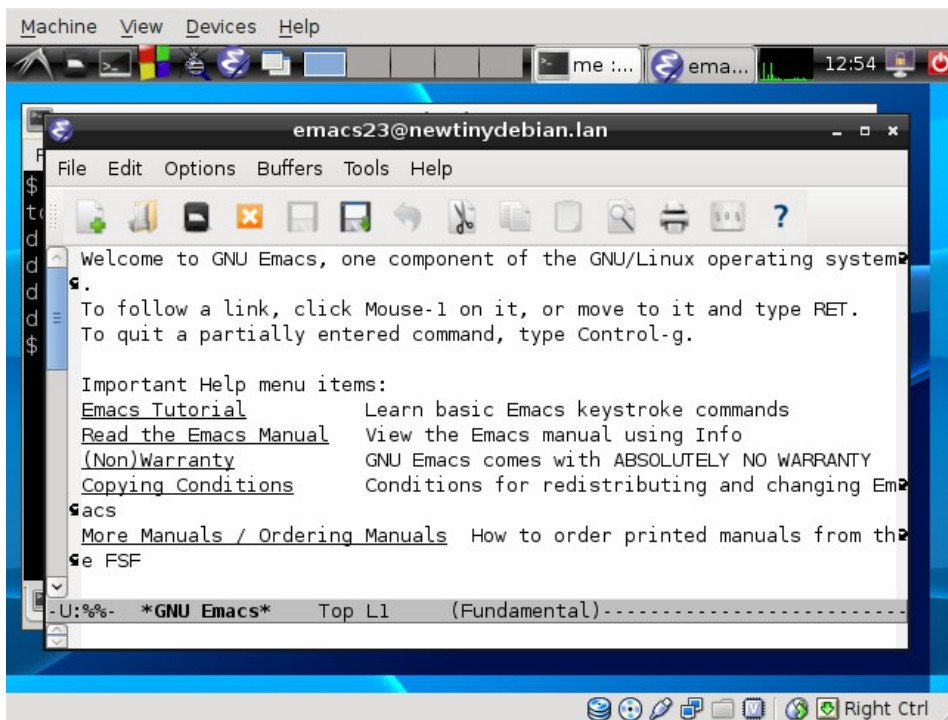 Machine View Devices Help
me :... ema... 12:54
emacs23@newtinydebian.lan
File Edit Options Buffers Tools Help
$
d
d
d
d
$
Welcome to GNU Emacs, one component of the GNU/Linux operating system
.
To follow a link, click Mouse-1 on it, or move to it and type RET.
To quit a partially entered command, type Control-g.
Important Help menu items:
Emacs Tutorial Learn basic Emacs keystroke commands
Read the Emacs Manual View the Emacs manual using Info
(Non)Warranty GNU Emacs comes with ABSOLUTELY NO WARRANTY
Copying Conditions Conditions for redistributing and changing Em
acs
More Manuals / Ordering Manuals How to order printed manuals from th
e FSF
-U:%%- *GNU Emacs* Top L1 (Fundamental)--------------------------
Right Ctrl